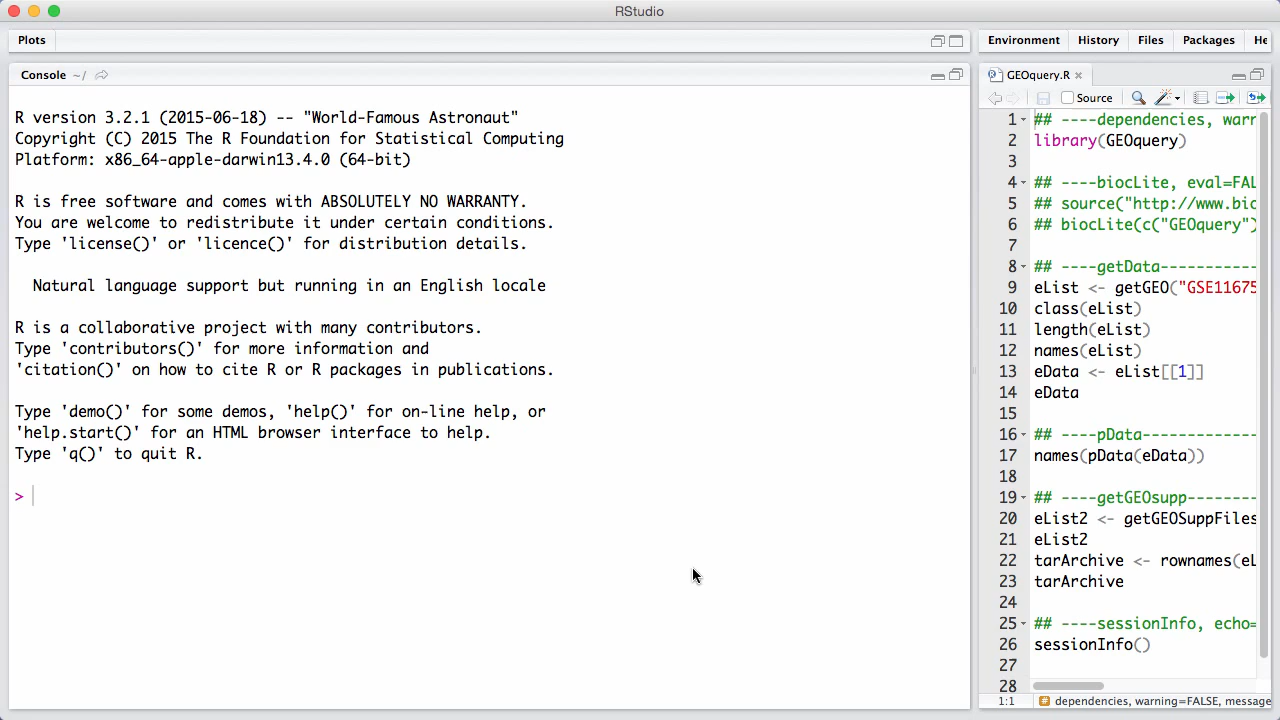 RStudio
Plots
Console ~/
R version 3.2.1 (2015-06-18) -- "World-Famous Astronaut"
Copyright (C) 2015 The R Foundation for Statistical Computing
Platform: x86_64-apple-darwin13.4.0 (64-bit)
R is free software and comes with ABSOLUTELY NO WARRANTY.
You are welcome to redistribute it under certain conditions.
Type 'license()' or 'licence()' for distribution details.
Natural language support but running in an English locale
R is a collaborative project with many contributors.
Type 'contributors()' for more information and
'citation()' on how to cite R or R packages in publications.
Type 'demo()' for some demos, 'help()' for on-line help, or
'help.start()' for an HTML browser interface to help.
Type 'q()' to quit R.
>
Environment History Files Packages He
GEOquery.R
Source
1 ## ----dependencies, warr
2 library(GEOquery)
3
4 ## ----biocLite, eval=FAL
5 ## source("http://www.bio
6 ## biocLite(c("GEOquery")
7
8 ## ----getData-----------
9 eList <- getGEO("GSE11675
10 class(eList)
11 length(eList)
12 names(eList)
13 eData <- eList[[1]]
14 eData
15
16 ## ----pData-------------
17 names(pData(eData))
18
19 ## ----getGEOsupp--------
20 eList2 <- getGEOSuppFiles
21 eList2
22 tarArchive <- rownames(eL
23 tarArchive
24
25 ## ----sessionInfo, echo=
26 sessionInfo()
27
28
1:1 # dependencies, warning=FALSE, message